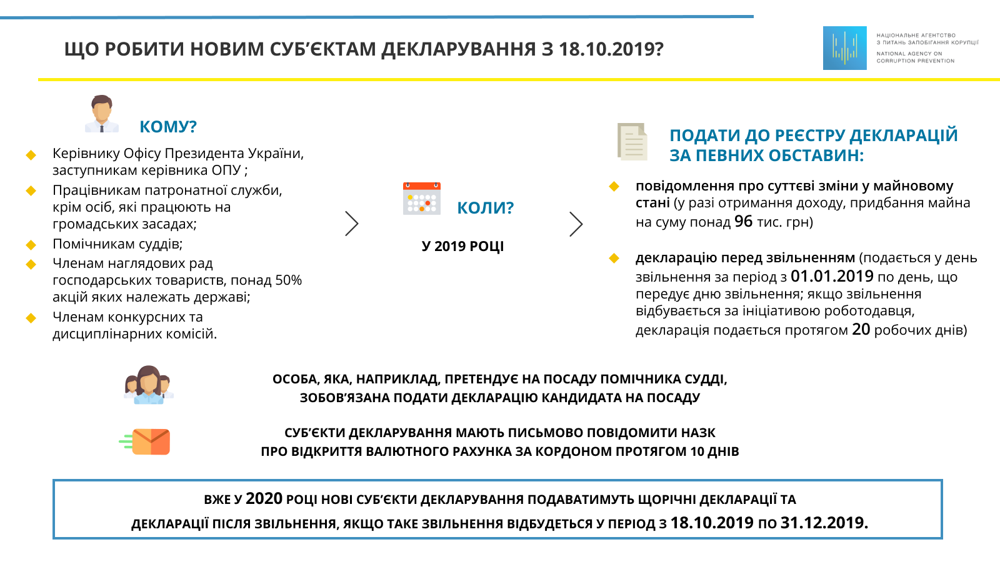 ЩО РОБИТИ НОВИМ СУБ’ЄКТАМ ДЕКЛАРУВАННЯ З 18.10.2019?
НАЦІОНАЛЬНЕ АГЕНТСТВО
З ПИТАНЬ ЗАПОБІГАННЯ КОРУПЦІЇ
NATIONAL AGENCY ON
CORRUPTION PREVENTION
КОМУ?
Керівнику Офісу Президента України,
заступникам керівника ОПУ ;
Працівникам патронатної служби,
крім осіб, які працюють на
громадських засадах;
Помічникам суддів;
Членам наглядових рад
господарських товариств, понад 50%
акцій яких належать державі;
Членам конкурсних та
дисциплінарних комісій.
КОЛИ?
У 2019 РОЦІ
ПОДАТИ ДО РЕЄСТРУ ДЕКЛАРАЦІЙ
ЗА ПЕВНИХ ОБСТАВИН:
повідомлення про суттєві зміни у майновому
стані (у разі отримання доходу, придбання майна
на суму понад 96 тис. грн)
декларацію перед звільненням (подається у день
звільнення за період з 01.01.2019 по день, що
передує дню звільнення; якщо звільнення
відбувається за ініціативою роботодавця,
декларація подається протягом 20 робочих днів)
ОСОБА, ЯКА, НАПРИКЛАД, ПРЕТЕНДУЄ НА ПОСАДУ ПОМІЧНИКА СУДДІ,
ЗОБОВ’ЯЗАНА ПОДАТИ ДЕКЛАРАЦІЮ КАНДИДАТА НА ПОСАДУ
СУБ’ЄКТИ ДЕКЛАРУВАННЯ МАЮТЬ ПИСЬМОВО ПОВІДОМИТИ НАЗК
ПРО ВІДКРИТТЯ ВАЛЮТНОГО РАХУНКА ЗА КОРДОНОМ ПРОТЯГОМ 10 ДНІВ
ВЖЕ У 2020 РОЦІ НОВІ СУБ’ЄКТИ ДЕКЛАРУВАННЯ ПОДАВАТИМУТЬ ЩОРІЧНІ ДЕКЛАРАЦІЇ ТА
ДЕКЛАРАЦІЇ ПІСЛЯ ЗВІЛЬНЕННЯ, ЯКЩО ТАКЕ ЗВІЛЬНЕННЯ ВІДБУДЕТЬСЯ У ПЕРІОД З 18.10.2019 ПО 31.12.2019.